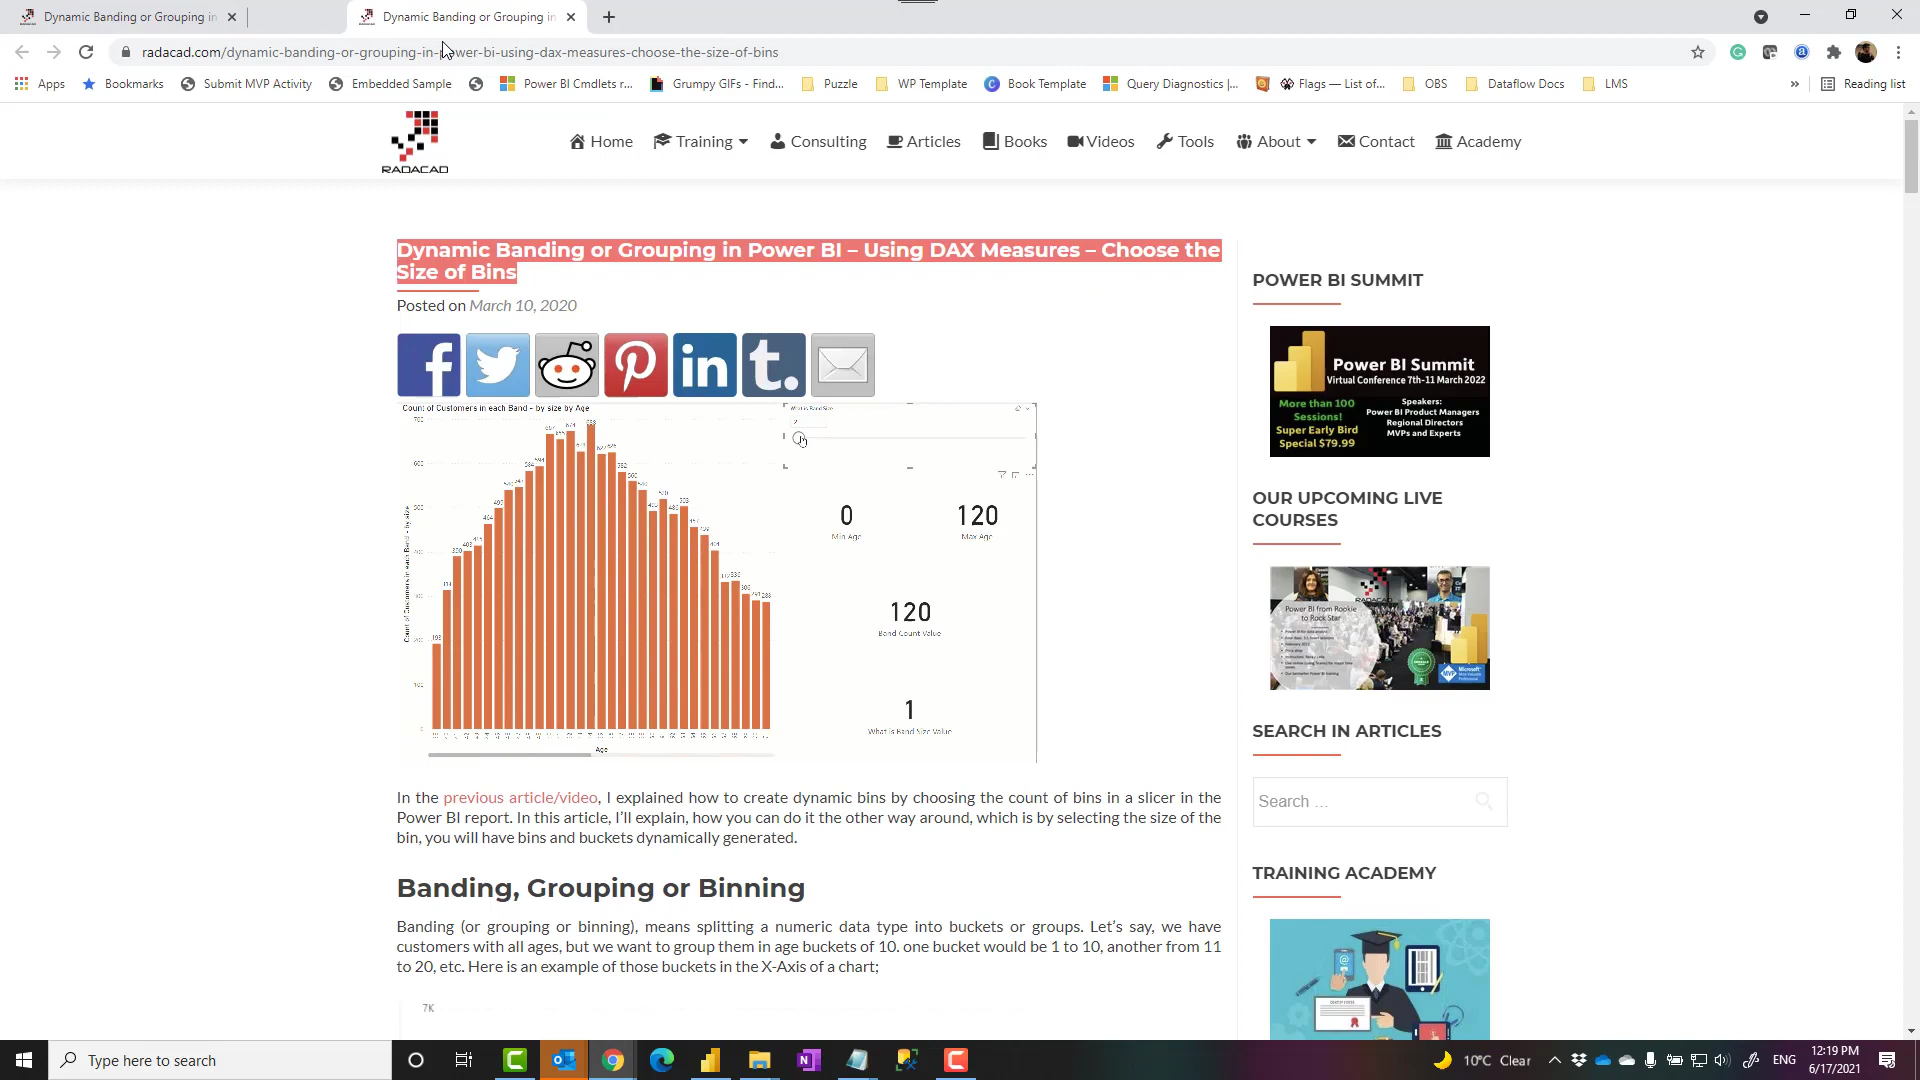 Dynamic Banding or Grouping in
Dynamic Banding or Grouping in
radacad.com/dynamic-banding-or-grouping-in-power-bi-using-dax-measures-choose-the-size-of-bins
Apps
Bookmarks
Submit MVP Activity
Embedded Sample
Power BI Cmdlets r...
Grumpy GIFs - Find...
Puzzle
WP Template
Book Template
Query Diagnostics |...
Flags — List of...
OBS
Dataflow Docs
LMS
»
Reading list
RADACAD
Home
Training
Consulting
Articles
Books
Videos
Tools
About
Contact
Academy
Dynamic Banding or Grouping in Power BI – Using DAX Measures – Choose the
Size of Bins
Posted on March 10, 2020
Count of Customers in each Band - by size by Age
What is Band Size
2
0
Min Age
120
Max Age
120
Band Count Value
1
What is Band Size Value
Count of Customers in each Band - by size
Age
In the previous article/video, I explained how to create dynamic bins by choosing the count of bins in a slicer in the
Power BI report. In this article, I’ll explain, how you can do it the other way around, which is by selecting the size of the
bin, you will have bins and buckets dynamically generated.
Banding, Grouping or Binning
Banding (or grouping or binning), means splitting a numeric data type into buckets or groups. Let’s say, we have
customers with all ages, but we want to group them in age buckets of 10. one bucket would be 1 to 10, another from 11
to 20, etc. Here is an example of those buckets in the X-Axis of a chart;
7K
POWER BI SUMMIT
Power BI Summit
Virtual Conference 7th-11 March 2022
More than 100
Sessions!
Super Early Bird
Special $79.99
Speakers:
Power BI Product Managers
Regional Directors
MVPs and Experts
OUR UPCOMING LIVE
COURSES
RADACAD
Power BI from Rookie
to Rock Star
SEARCH IN ARTICLES
Search ...
TRAINING ACADEMY
Type here to search
10°C Clear
ENG
12:19 PM
6/17/2021